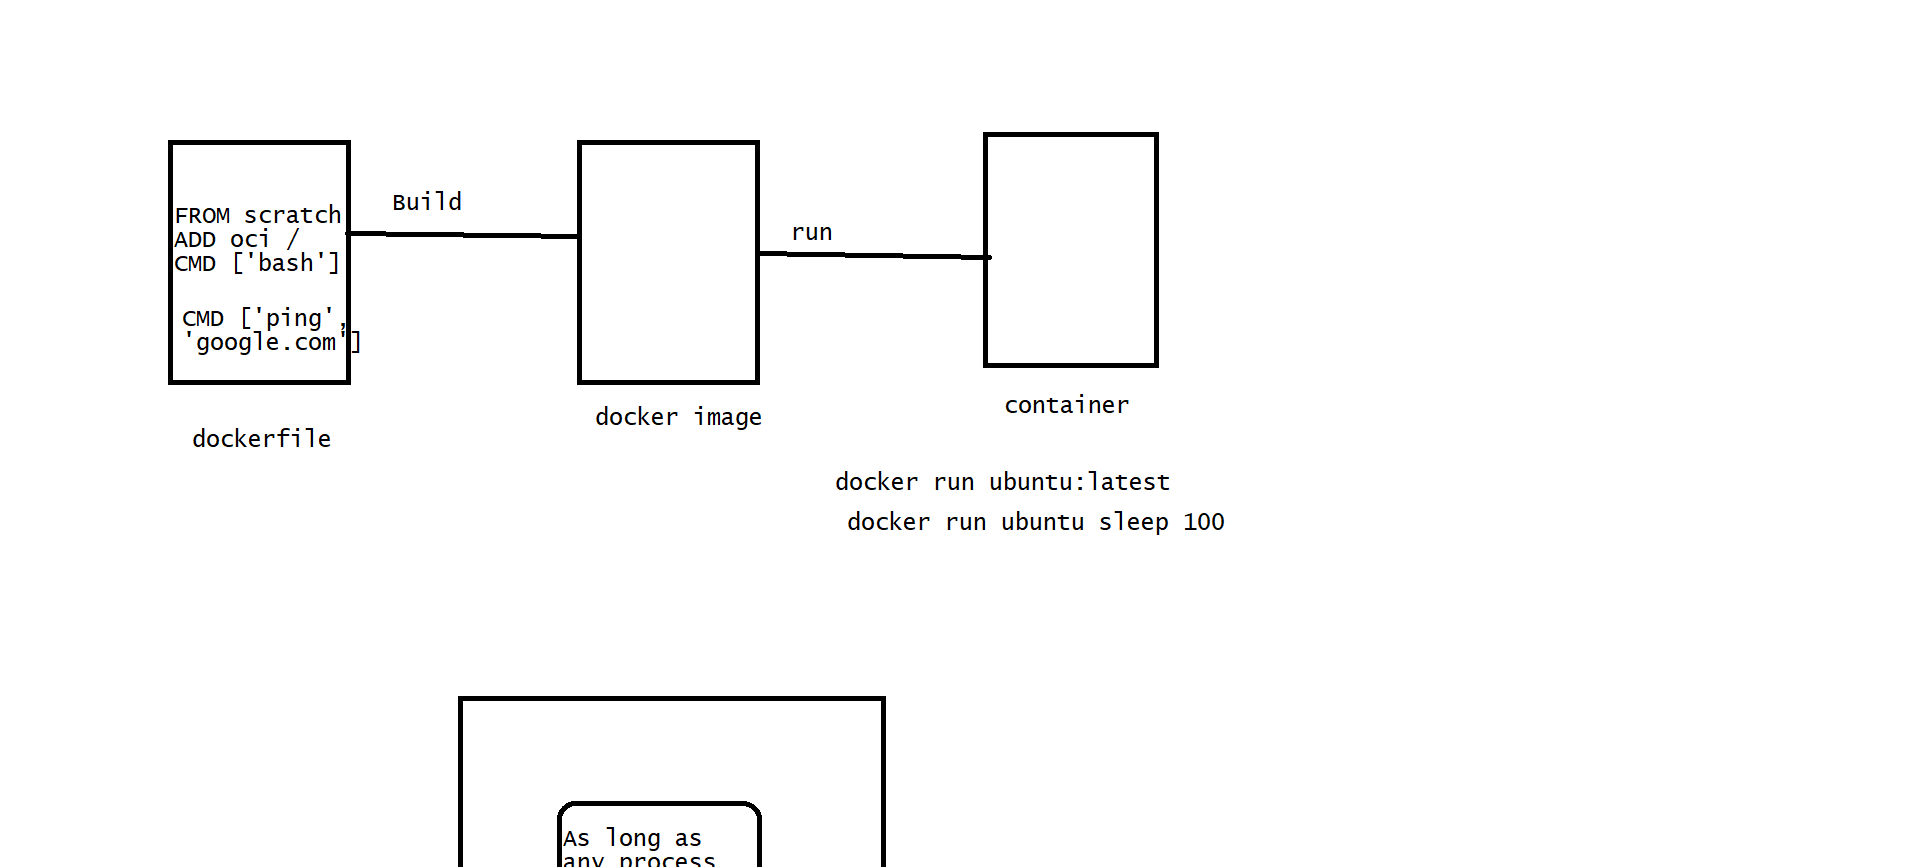 FROM scratch
ADD oci /
CMD ['bash']
CMD ['ping',
'google.com']
dockerfile
Build
docker image
run
container
docker run ubuntu:latest
docker run ubuntu sleep 100
As long as
any process